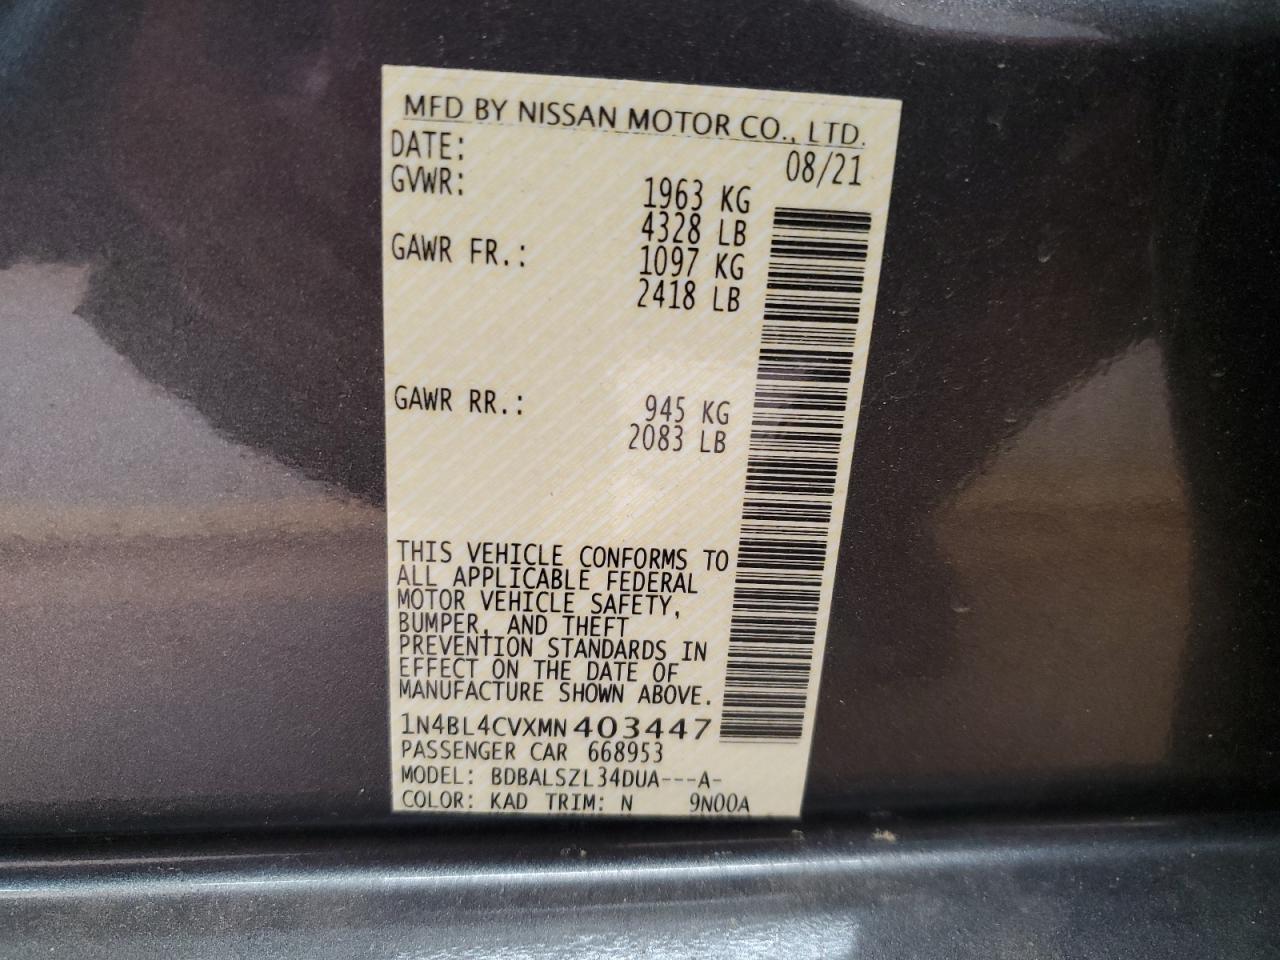 MFD BY NISSAN MOTOR CO., LTD.
DATE: 08/21
GVWR: 1963 KG
4328 LB
GAWR FR.: 1097 KG
2418 LB
GAWR RR.: 945 KG
2083 LB
THIS VEHICLE CONFORMS TO
ALL APPLICABLE FEDERAL
MOTOR VEHICLE SAFETY,
BUMPER, AND THEFT
PREVENTION STANDARDS IN
EFFECT ON THE DATE OF
MANUFACTURE SHOWN ABOVE.
1N4BL4CVXMN403447
PASSENGER CAR 668953
MODEL: BDBALSZL34DUA---A-
COLOR: KAD TRIM: N 9N00A